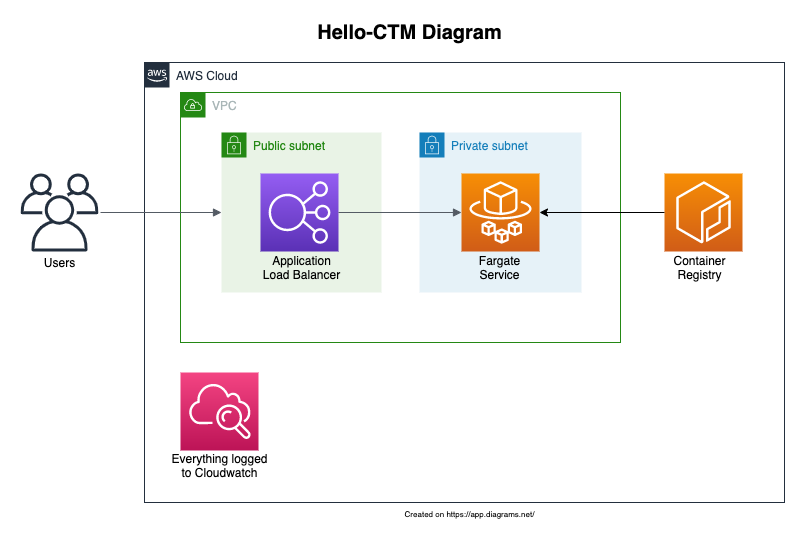 Hello-CTM Diagram
aws
AWS Cloud
VPC
Public subnet
Private subnet
Users
Application
Load Balancer
Fargate
Service
Container
Registry
Everything logged
to Cloudwatch
Created on https://app.diagrams.net/